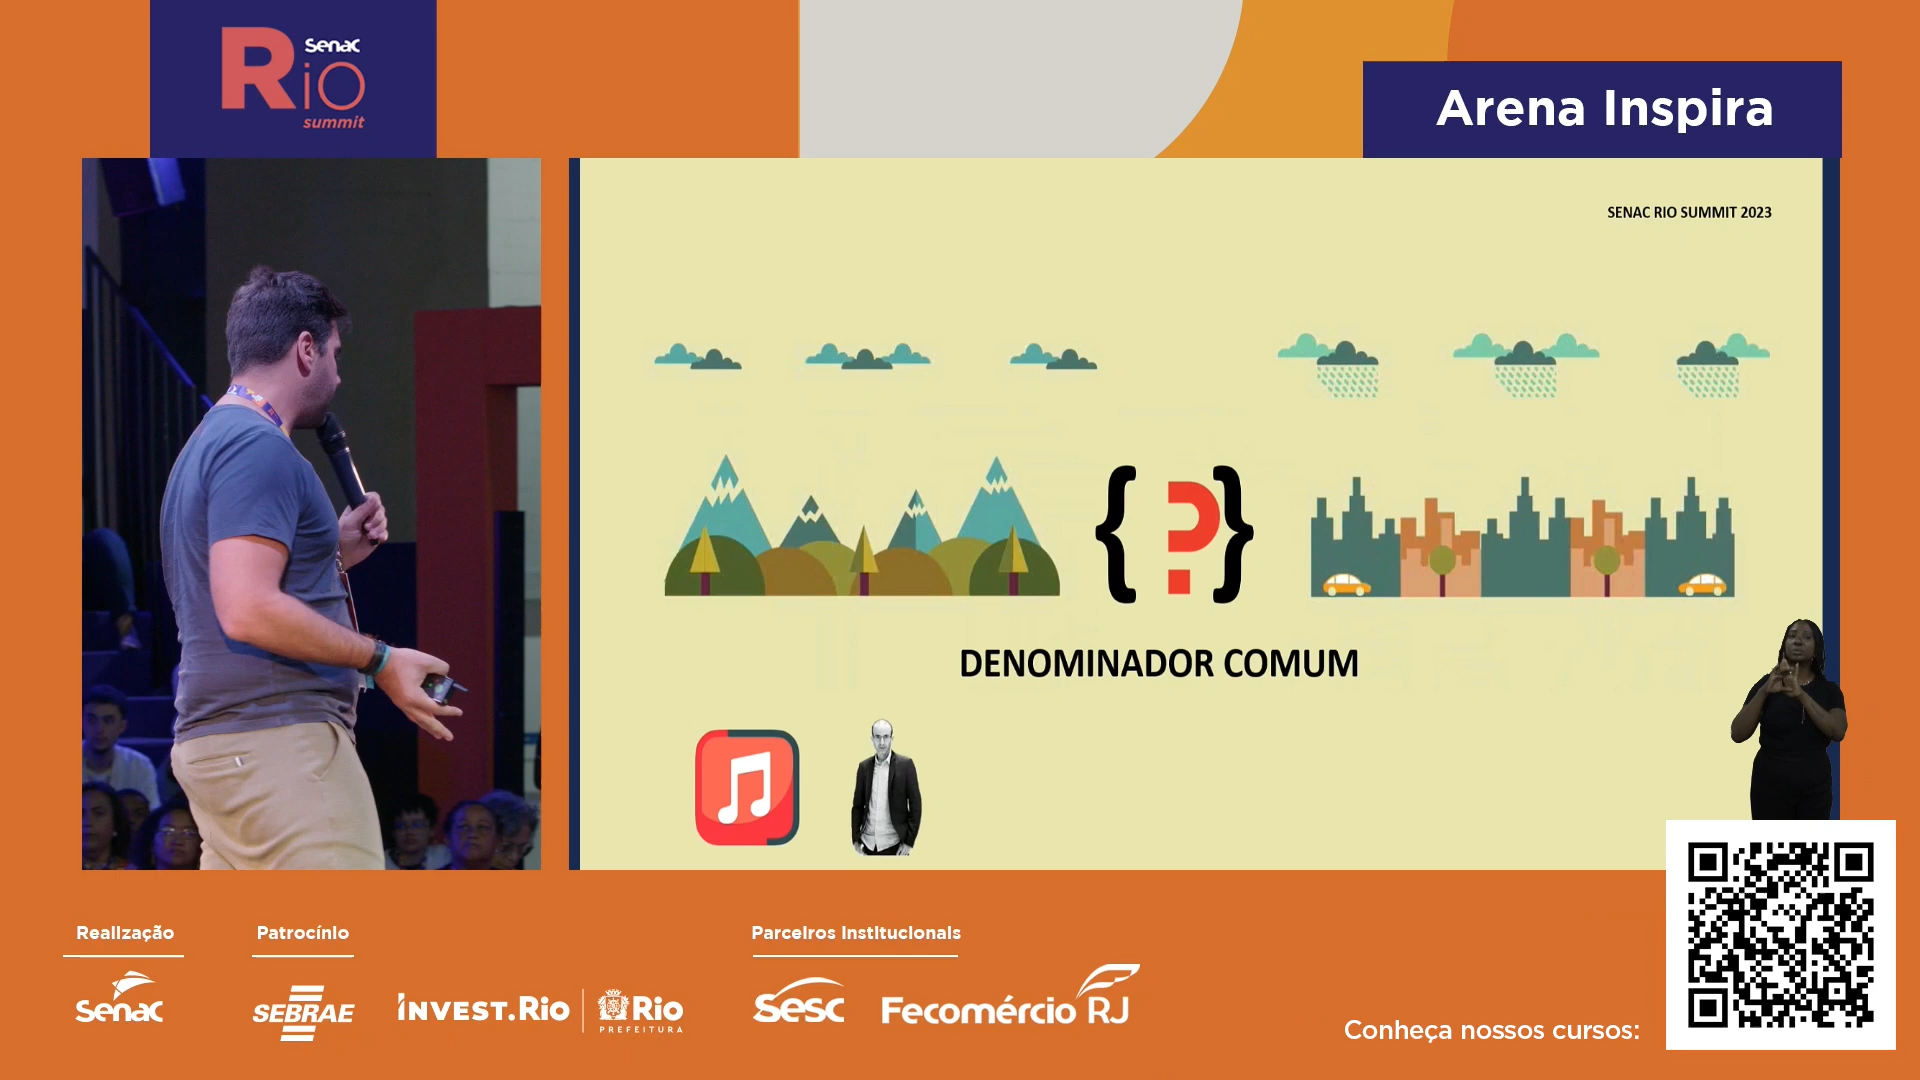 Senac
Rio
summit
Arena Inspira
SENAC RIO SUMMIT 2023
{ ? }
DENOMINADOR COMUM
Realização
Patrocínio
Parceiros Institucionais
Senac
SEBRAE
INVEST.Rio
Rio
PREFEITURA
Sesc
Fecomércio RJ
Conheça nossos cursos: